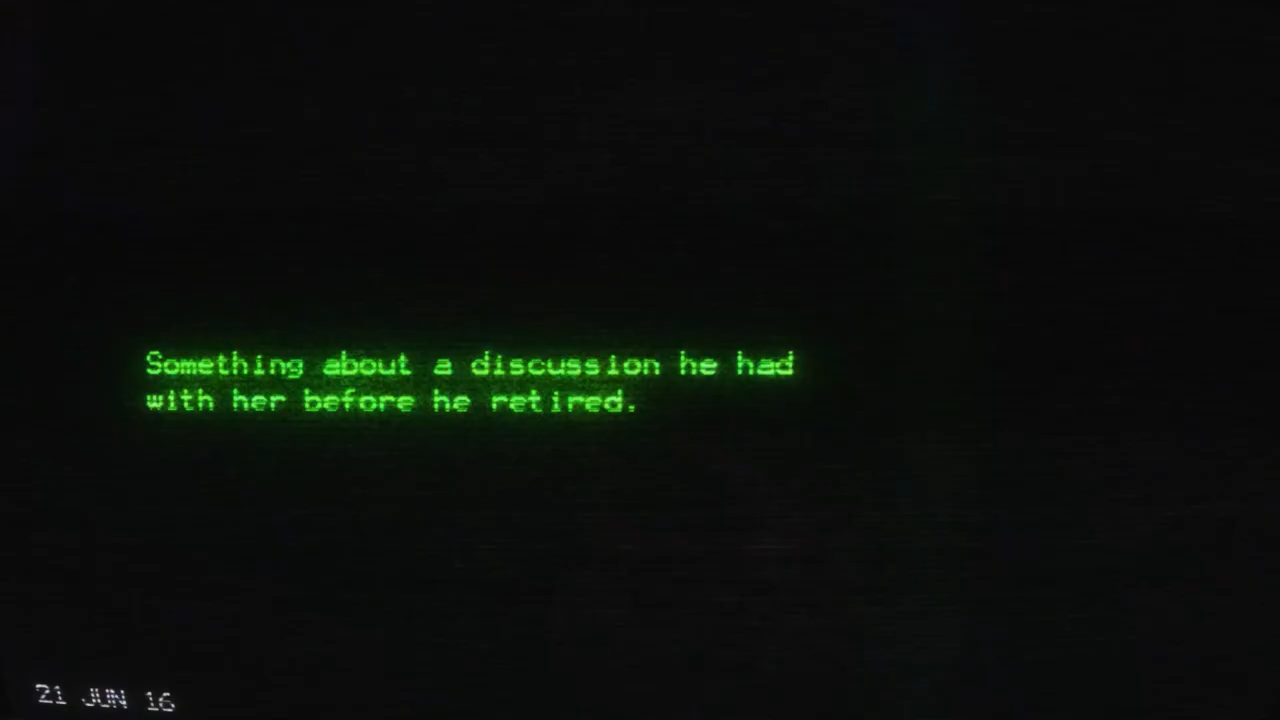 Something about a discussion he had
with her before he retired.
21 JUN 16